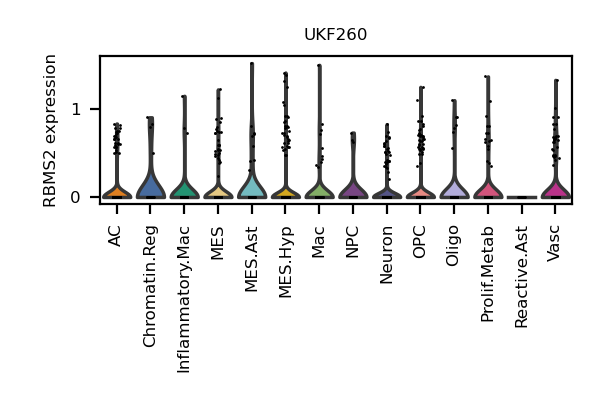 UKF260
RBMS2 expression
1
0
AC
Chromatin.Reg
Inflammatory.Mac
MES
MES.Ast
MES.Hyp
Mac
NPC
Neuron
OPC
Oligo
Prolif.Metab
Reactive.Ast
Vasc